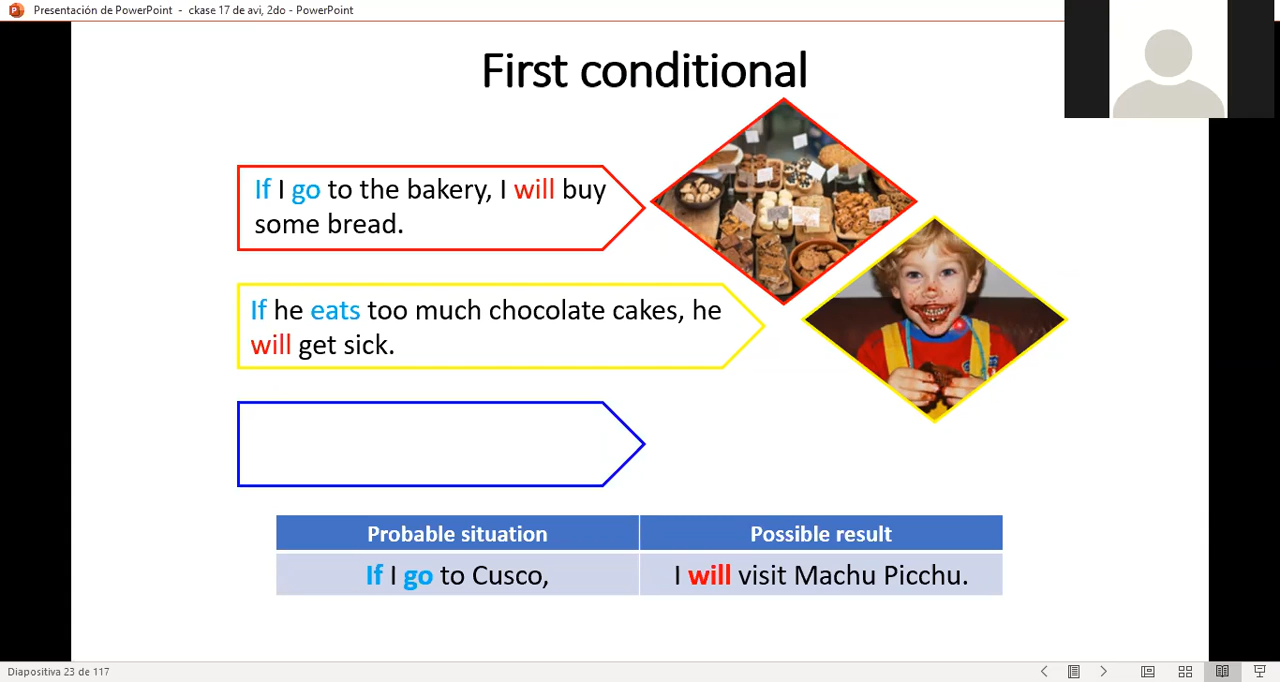 Presentación de PowerPoint - ckase 17 de avi, 2do - PowerPoint
First conditional
If I go to the bakery, I will buy
some bread.
If he eats too much chocolate cakes, he
will get sick.
Probable situation
Possible result
If I go to Cusco,
I will visit Machu Picchu.
Diapositiva 23 de 117